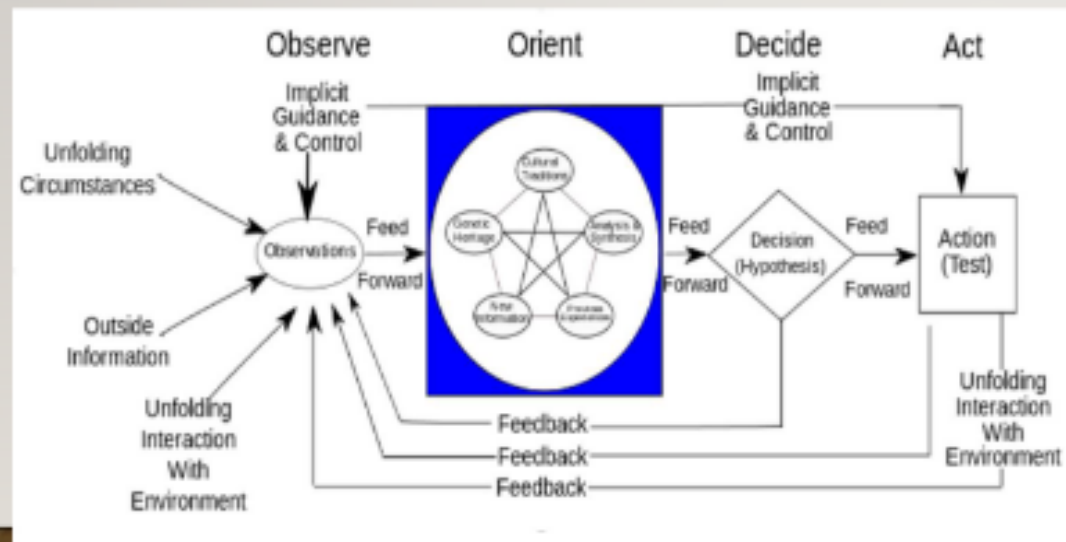 Observe
Orient
Decide
Act
Implicit
Guidance
& Control
Implicit
Guidance
& Control
Unfolding
Circumstances
Observations
Feed
Forward
Cultural
Traditions
Genetic
Heritage
Analysis &
Synthesis
New
Information
Previous
Feed
Forward
Decision
(Hypothesis)
Feed
Forward
Action
(Test)
Outside
Information
Unfolding
Interaction
With
Environment
Unfolding
Interaction
With
Environment
Feedback
Feedback
Feedback